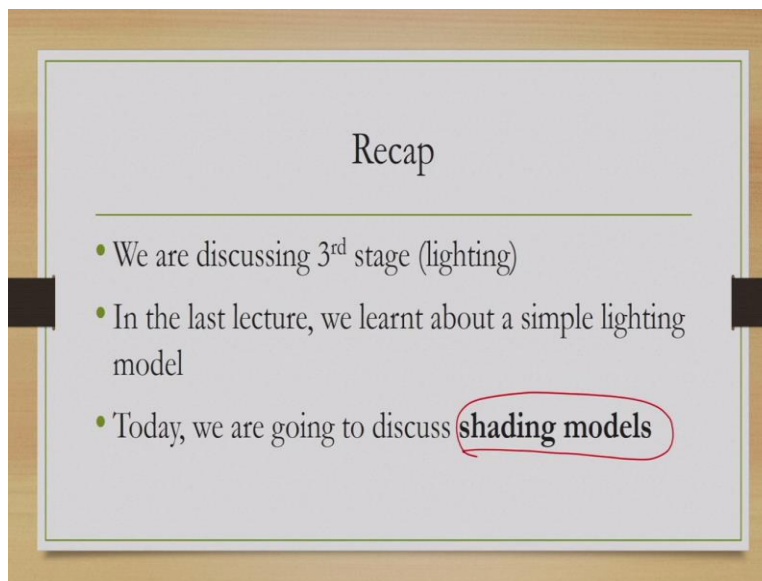 Recap
• We are discussing 3rd stage (lighting)
• In the last lecture, we learnt about a simple lighting
model
• Today, we are going to discuss shading models